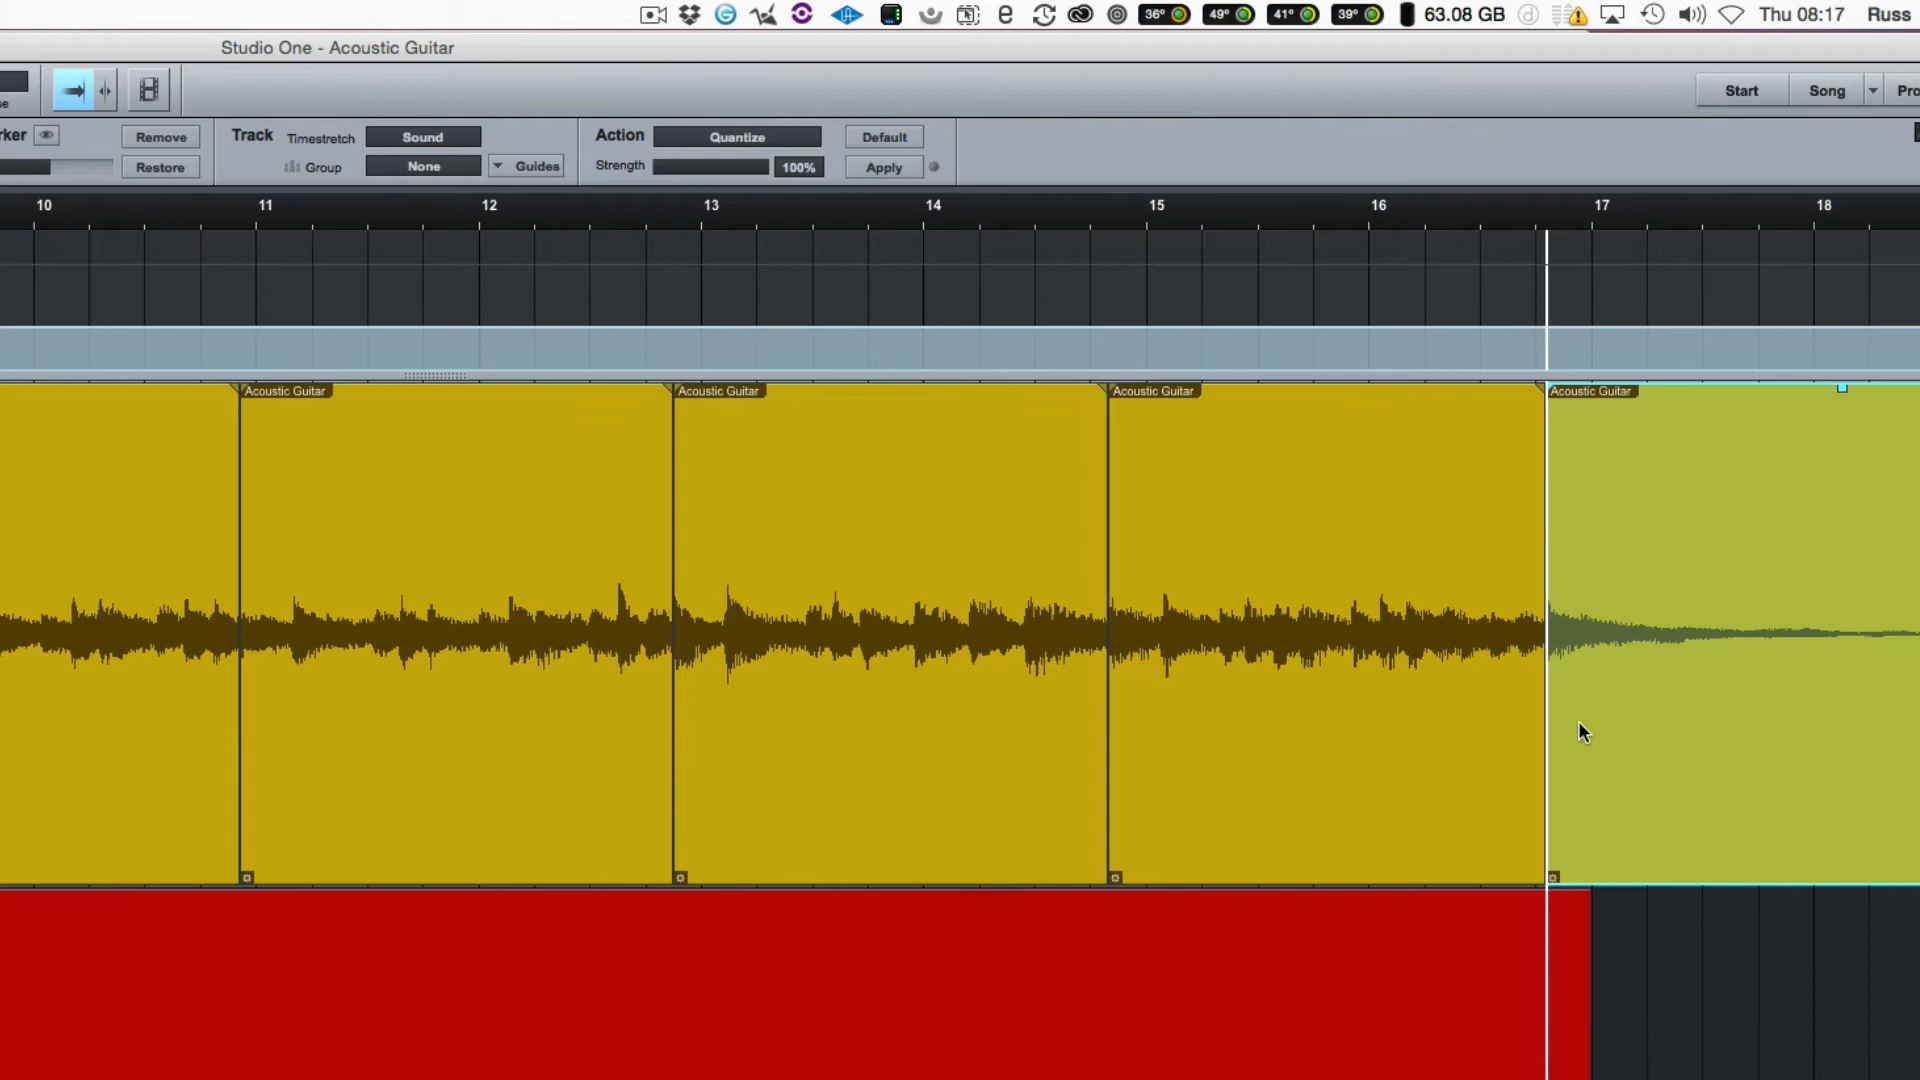 36° 49° 41° 39° 63.08 GB Thu 08:17 Russ
Studio One - Acoustic Guitar
se
Start Song Pro
rker Remove Track Timestretch Sound Action Quantize Default
Restore Group None Guides Strength 100% Apply
10 11 12 13 14 15 16 17 18
Acoustic Guitar Acoustic Guitar Acoustic Guitar Acoustic Guitar